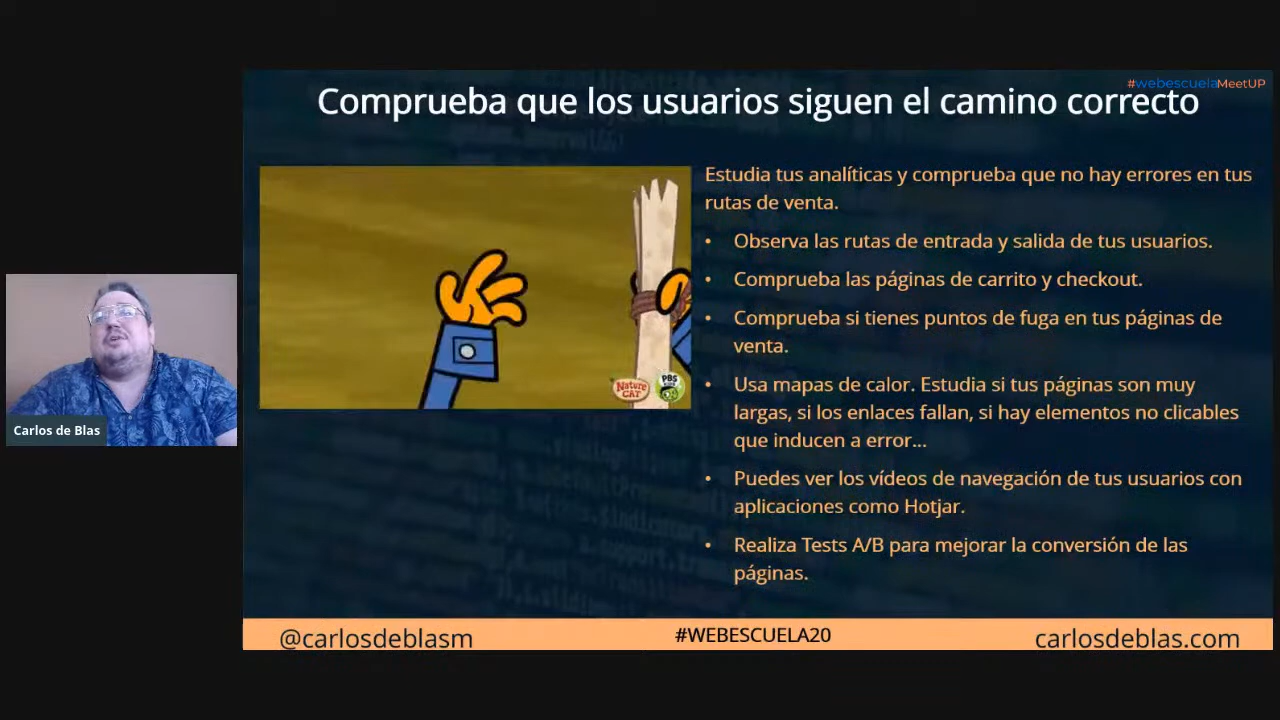 #webescuelaMeetUP
Comprueba que los usuarios siguen el camino correcto
Estudia tus analíticas y comprueba que no hay errores en tus
rutas de venta.
• Observa las rutas de entrada y salida de tus usuarios.
• Comprueba las páginas de carrito y checkout.
• Comprueba si tienes puntos de fuga en tus páginas de
venta.
• Usa mapas de calor. Estudia si tus páginas son muy
largas, si los enlaces fallan, si hay elementos no clicables
que inducen a error...
• Puedes ver los vídeos de navegación de tus usuarios con
aplicaciones como Hotjar.
• Realiza Tests A/B para mejorar la conversión de las
páginas.
NATURE
CAT
PBS
Carlos de Blas
@carlosdeblasm
#WEBESCUELA20
carlosdeblas.com